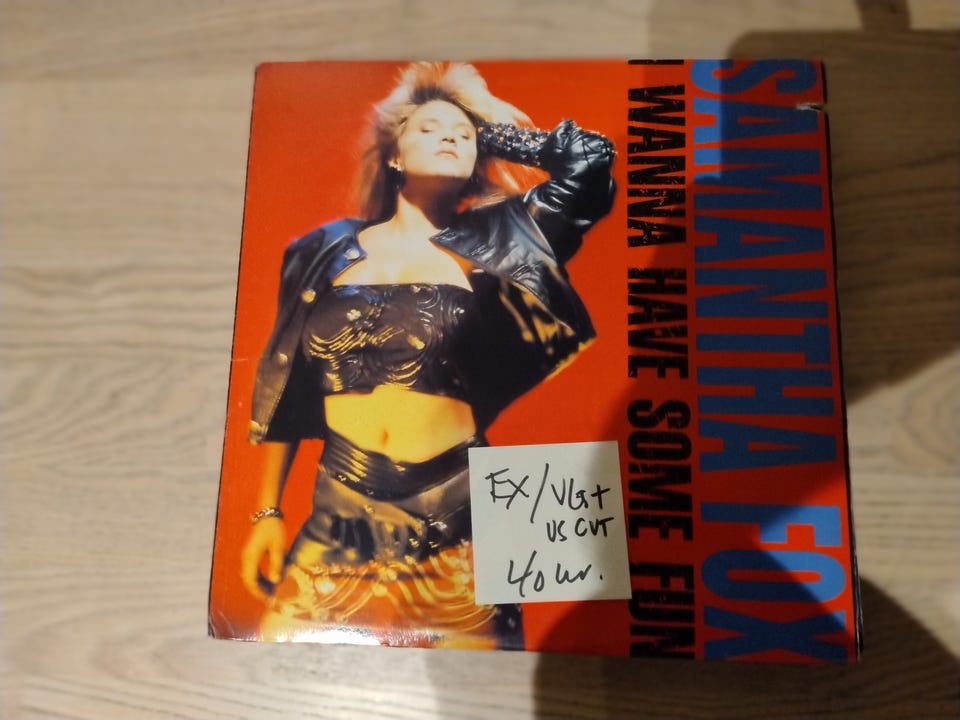 SAMANTHA FOX
I WANNA HAVE SOME FUN
EX/VG+
US CUT
40 kr.